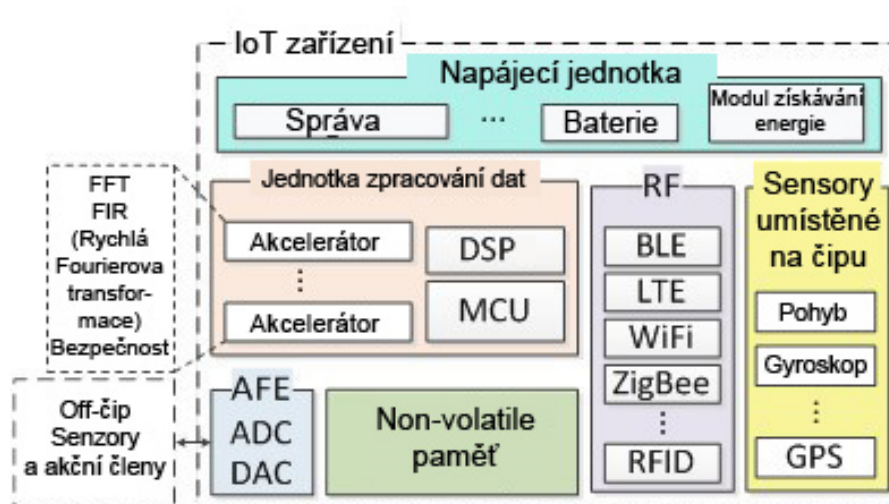 IoT zařízení
Napájecí jednotka
Správa
...
Baterie
Modul získávání
energie
FFT
FIR
(Rychlá
Fourierova
transfor-
mace)
Bezpečnost
Jednotka zpracování dat
Akcelerátor
⋮
Akcelerátor
DSP
MCU
RF
BLE
LTE
WiFi
ZigBee
⋮
RFID
Sensory
umístěné
na čipu
Pohyb
Gyroskop
⋮
GPS
Off-čip
Senzory
a akční členy
AFE
ADC
DAC
Non-volatile
paměť